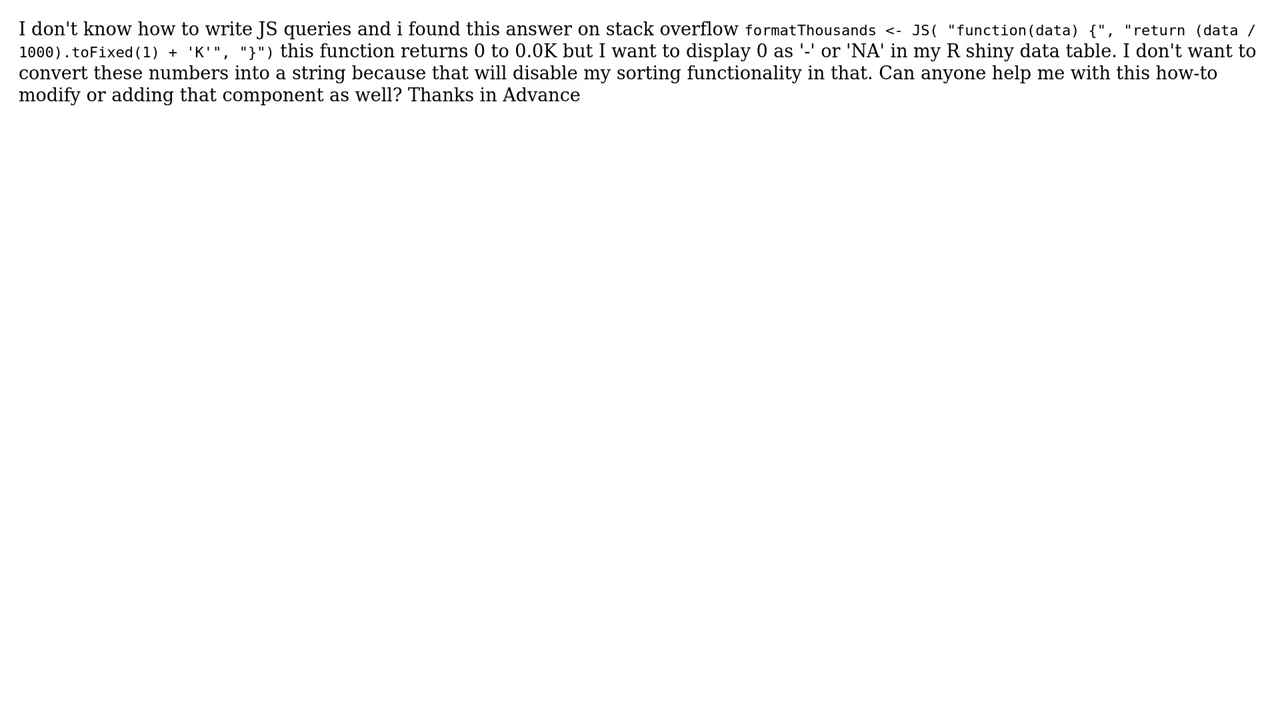 I don't know how to write JS queries and i found this answer on stack overflow formatThousands <- JS( "function(data) {", "return (data /
1000).toFixed(1) + 'K'", "}") this function returns 0 to 0.0K but I want to display 0 as '-' or 'NA' in my R shiny data table. I don't want to
convert these numbers into a string because that will disable my sorting functionality in that. Can anyone help me with this how-to
modify or adding that component as well? Thanks in Advance